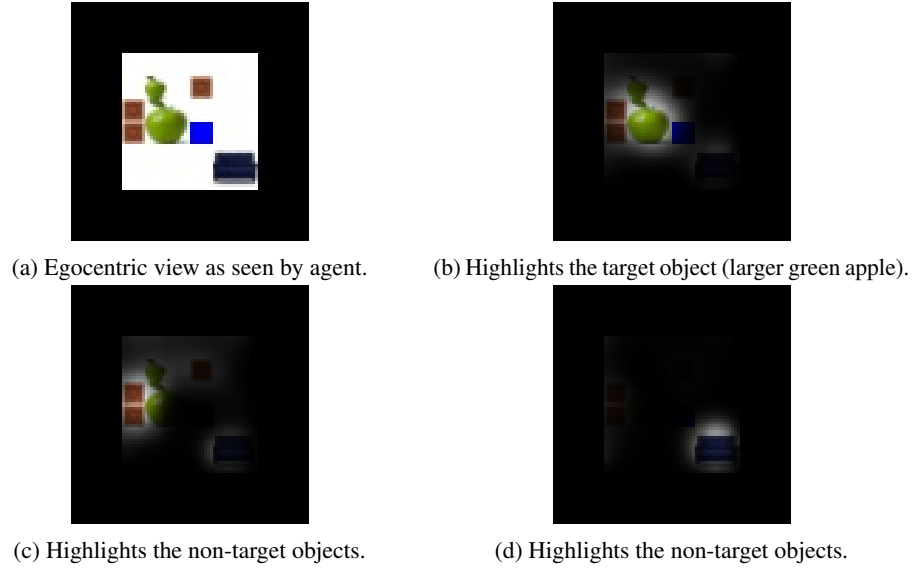 (a) Egocentric view as seen by agent.
(b) Highlights the target object (larger green apple).
(c) Highlights the non-target objects.
(d) Highlights the non-target objects.